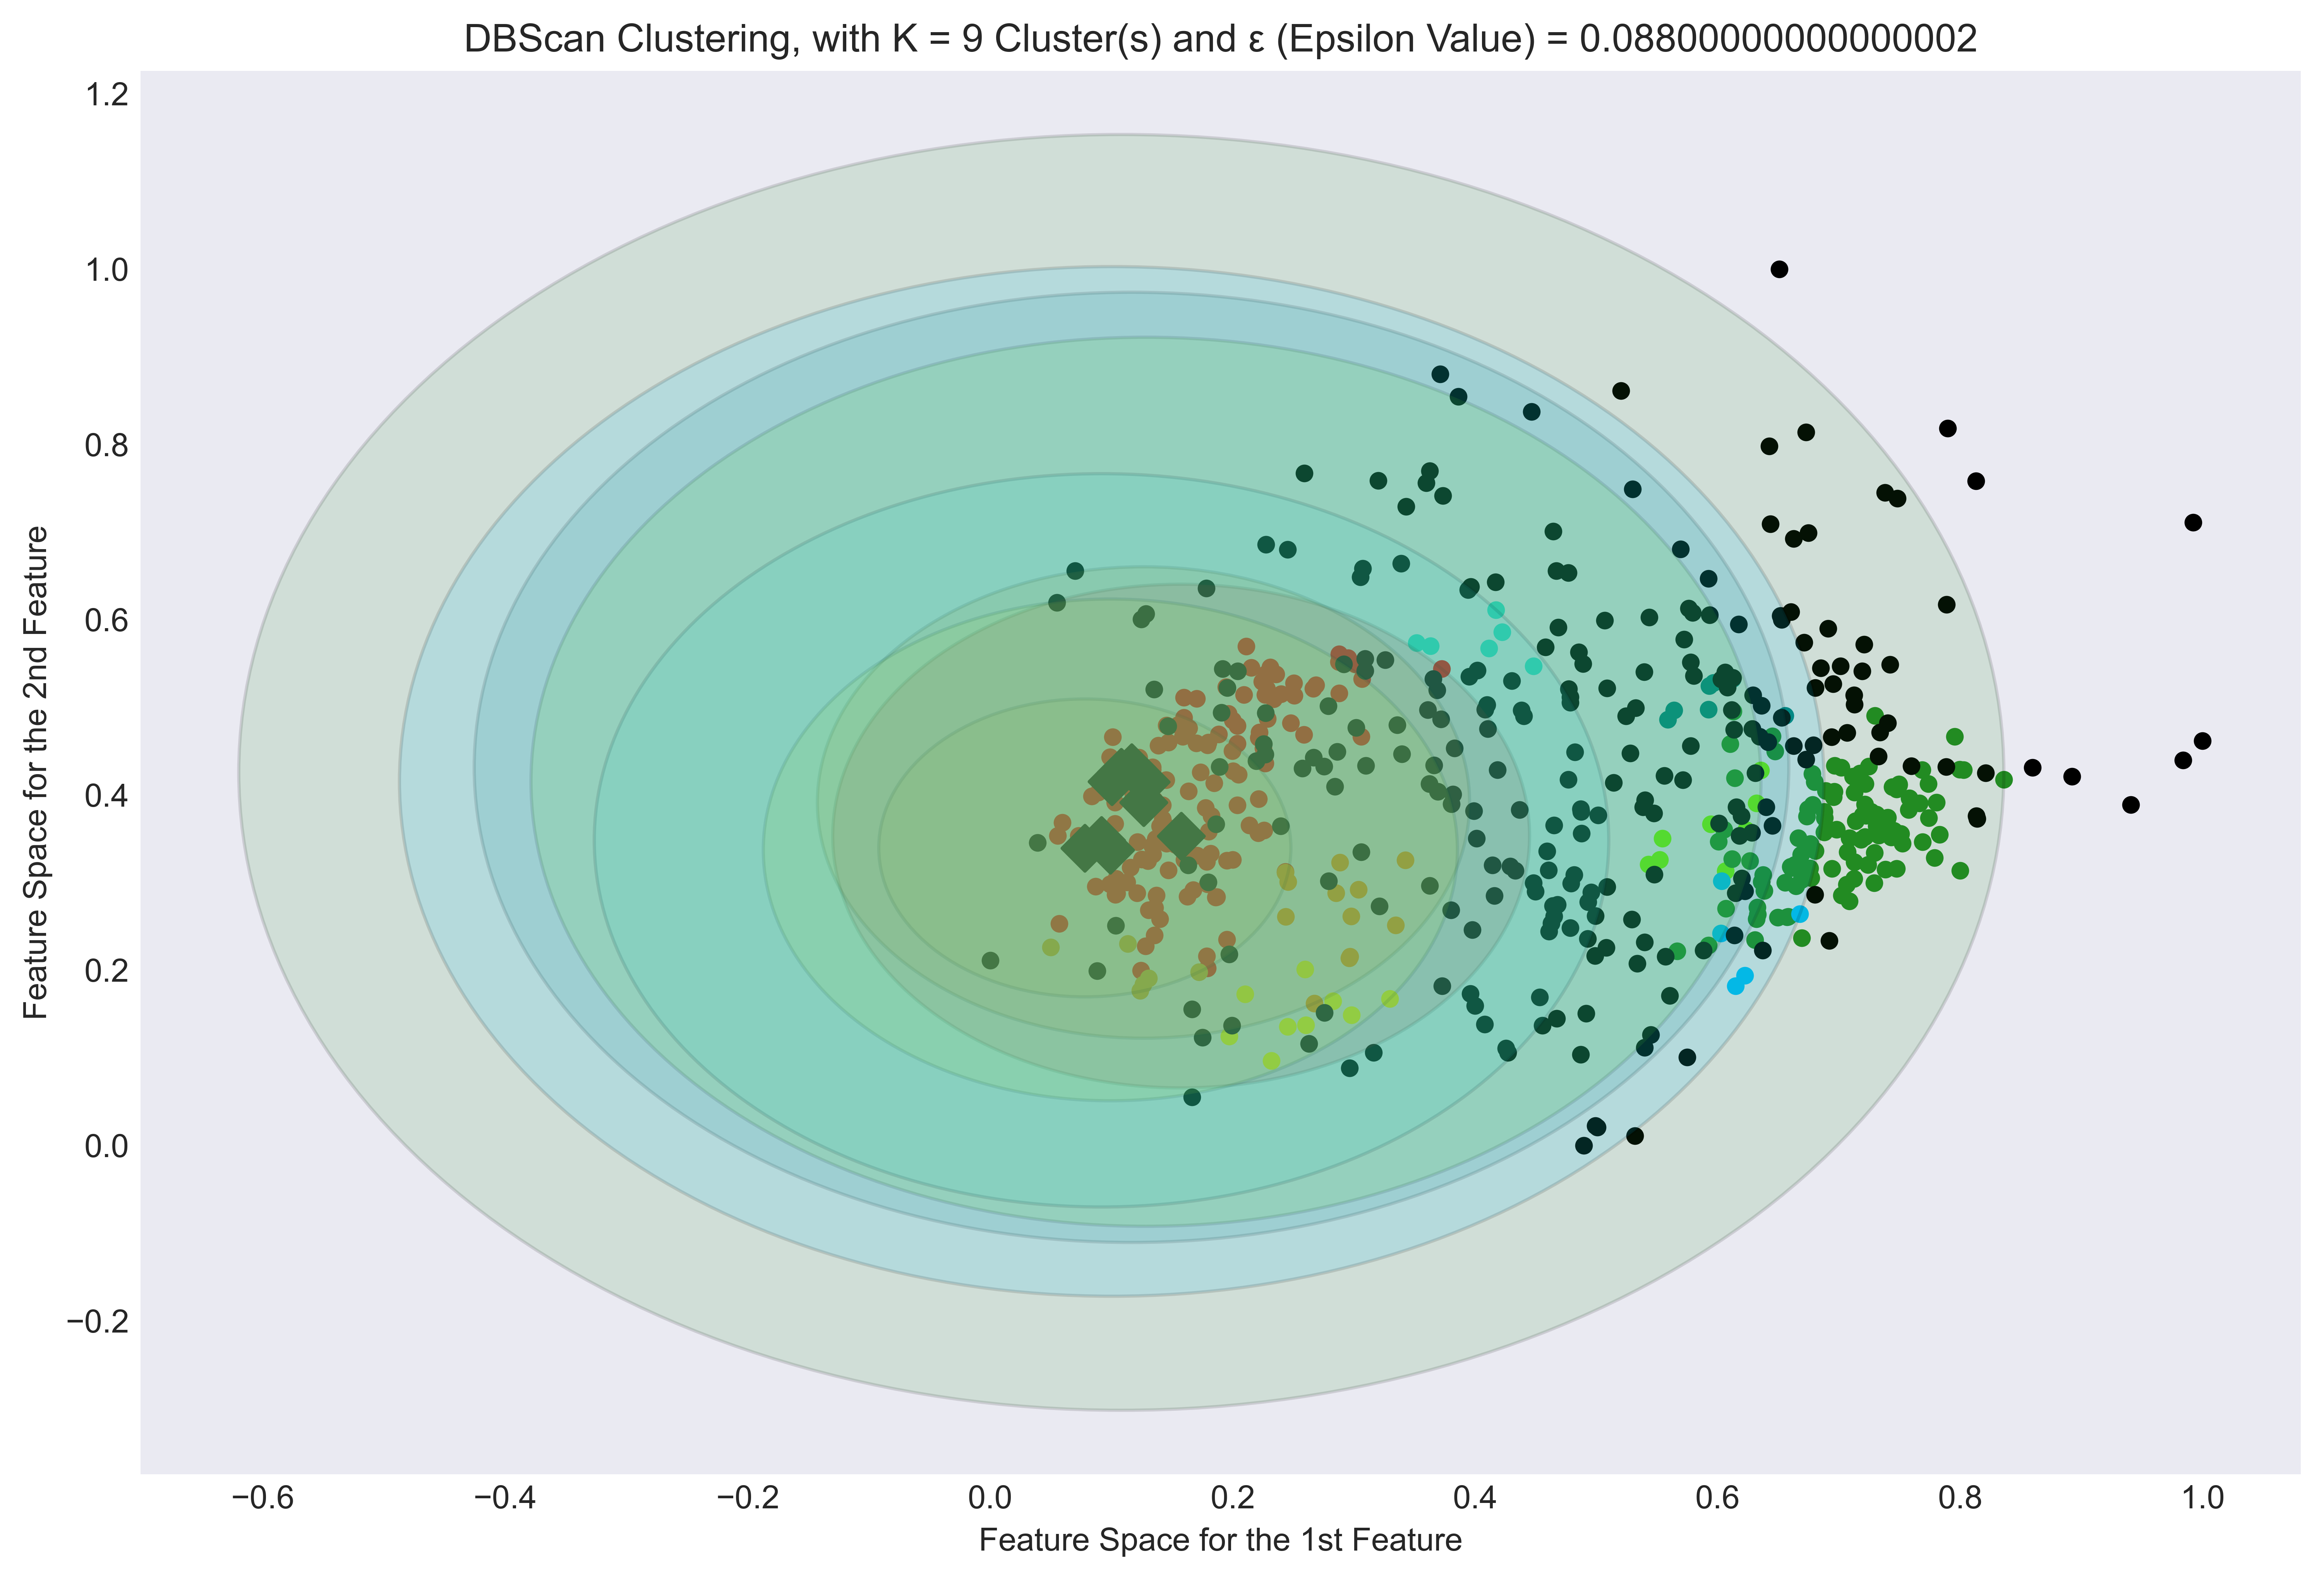 DBScan Clustering, with K = 9 Cluster(s) and ε (Epsilon Value) = 0.08800000000000002
1.2
1.0
0.8
0.6
0.4
0.2
0.0
−0.2
Feature Space for the 2nd Feature
−0.6 −0.4 −0.2 0.0 0.2 0.4 0.6 0.8 1.0
Feature Space for the 1st Feature